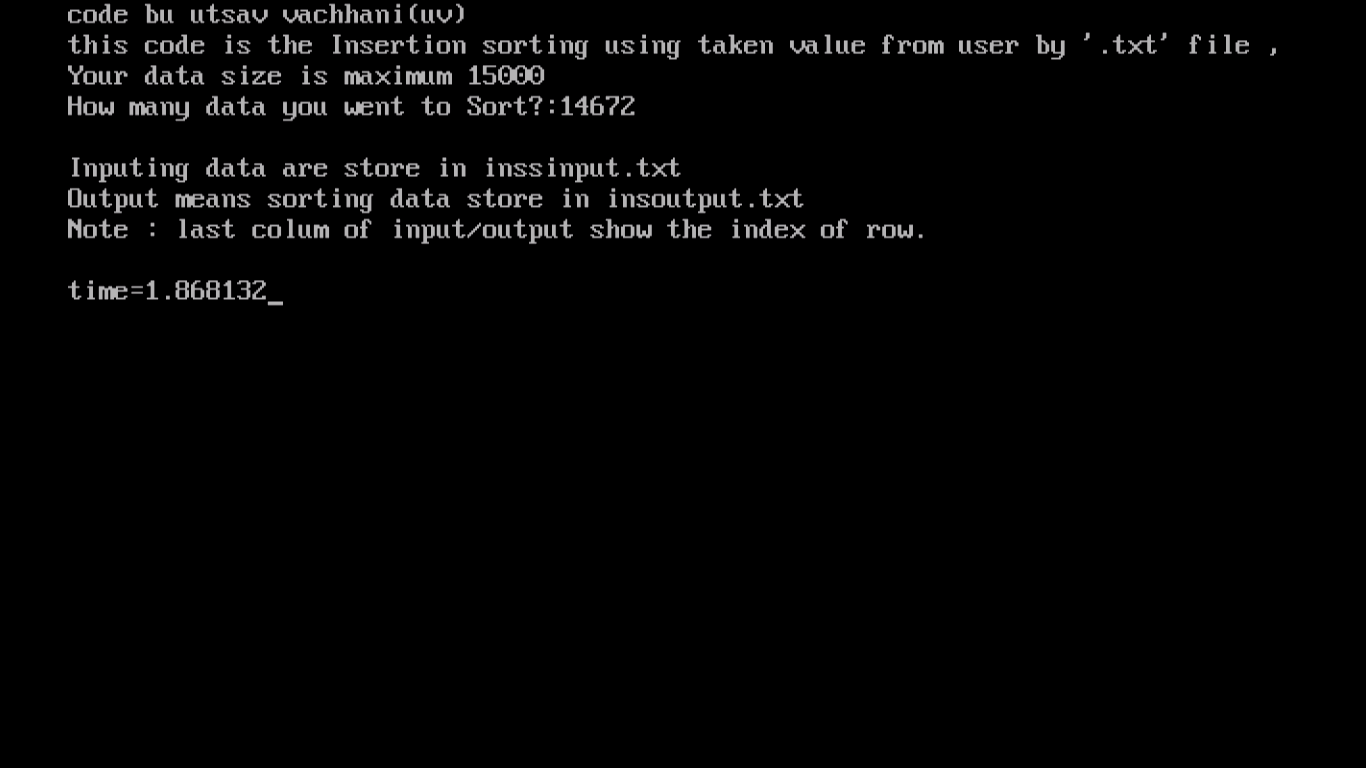 code bu utsav vachhani(uv)
this code is the Insertion sorting using taken value from user by '.txt' file ,
Your data size is maximum 15000
How many data you went to Sort?:14672
Inputing data are store in inssinput.txt
Output means sorting data store in insoutput.txt
Note : last colum of input/output show the index of row.
time=1.868132_